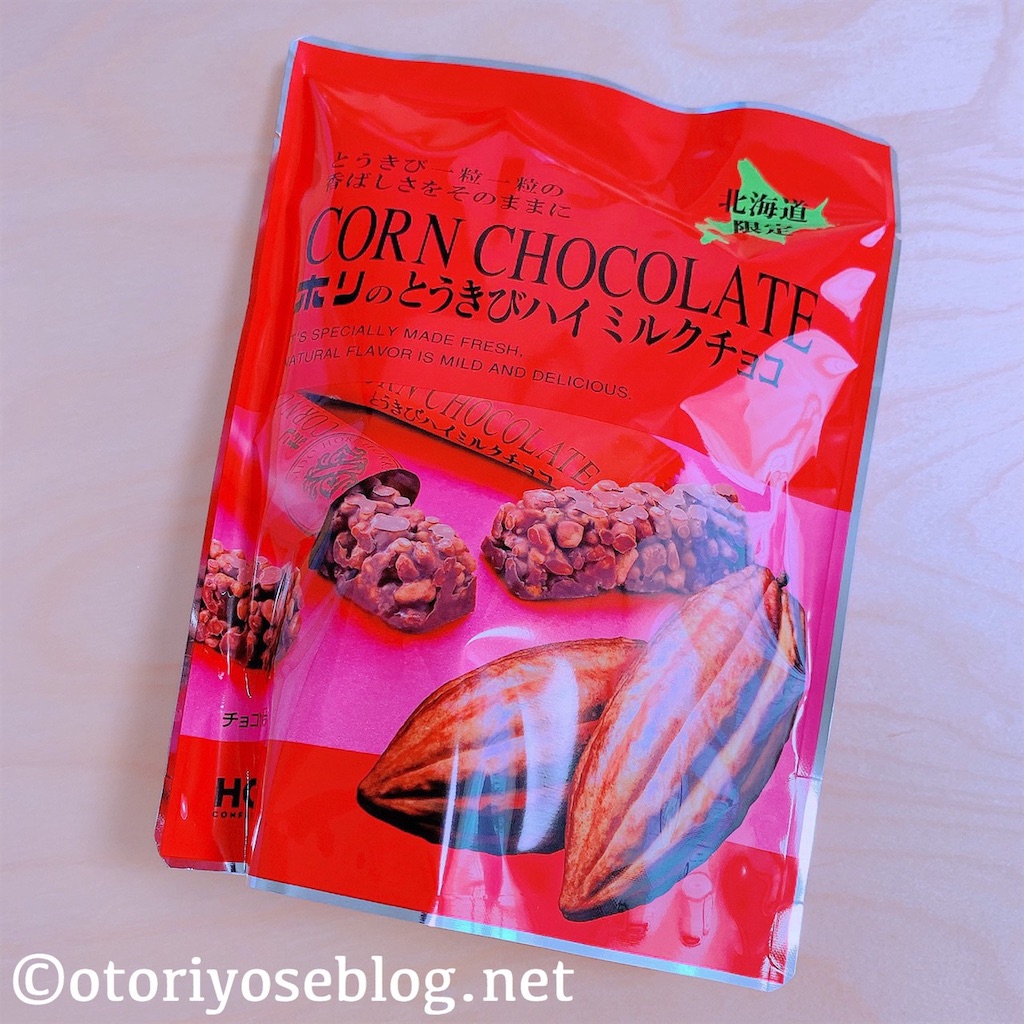 とうきび一粒一粒の
香ばしさをそのままに
北海道
限定
CORN CHOCOLATE
ホリのとうきびハイミルクチョコ
IT'S SPECIALLY MADE FRESH,
NATURAL FLAVOR IS MILD AND DELICIOUS.
CORN CHOCOLATE
とうきびハイミルクチョコ
チョコ
©otoriyoseblog.net